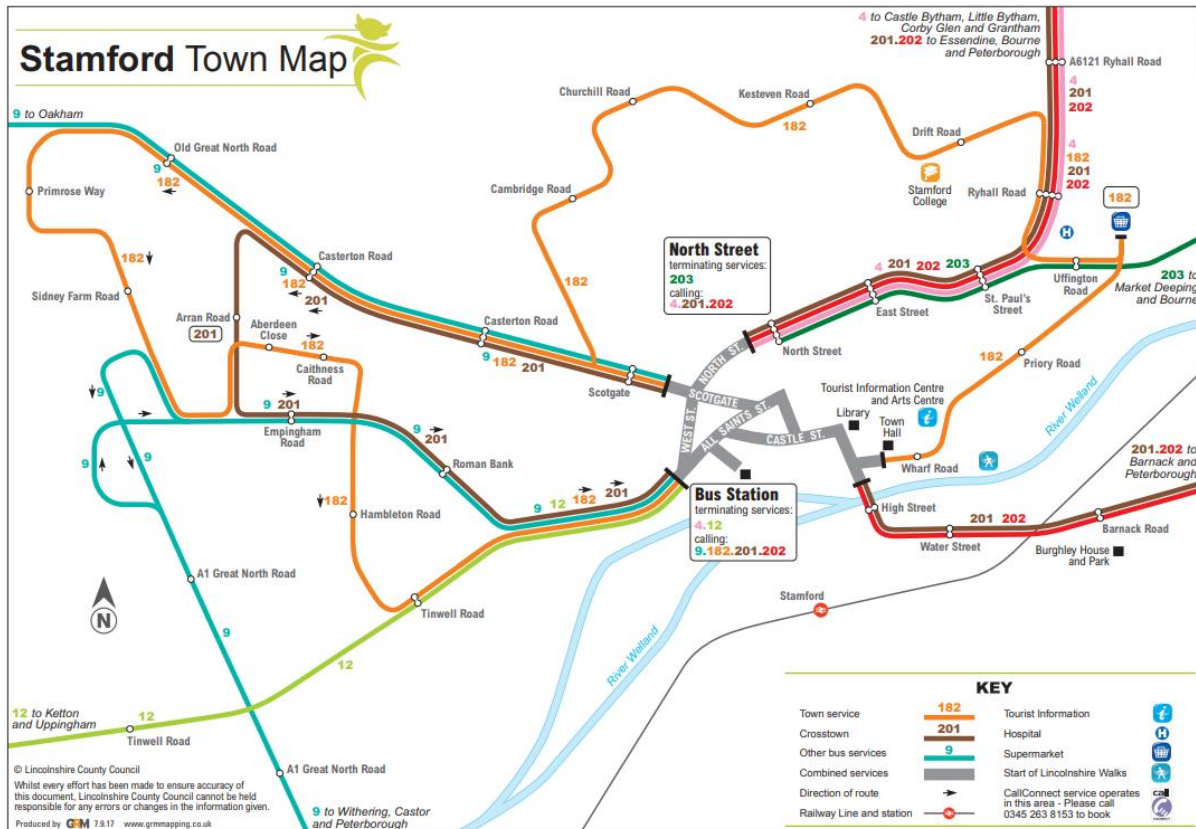 Stamford Town Map
4 to Castle Bytham, Little Bytham,
Corby Glen and Grantham
201.202 to Essendine, Bourne
and Peterborough
A6121 Ryhall Road
4
201
202
4
182
201
202
Churchill Road
Kesteven Road
182
Drift Road
Stamford
College
Ryhall Road
182
H
9 to Oakham
Old Great North Road
9
182
Primrose Way
Cambridge Road
182
182
Sidney Farm Road
Casterton Road
9
182
201
North Street
terminating services:
203
calling:
4.201.202
4 201 202 203
East Street
St. Paul's
Street
Uffington
Road
203 to
Market Deeping
and Bourne
Arran Road
201
Aberdeen
Close
182
Caithness
Road
Casterton Road
9 182 201
Scotgate
North Street
NORTH ST.
SCOTGATE
WEST ST.
ALL SAINTS ST.
CASTLE ST.
182
Priory Road
River Welland
Tourist Information Centre
and Arts Centre
Library
Town
Hall
Wharf Road
9
9
9
9 201
Empingham
Road
9
201
Roman Bank
182
Hambleton Road
9 12 182 201
Bus Station
terminating services:
4.12
calling:
9.182.201.202
High Street
201 202
Water Street
201.202 to
Barnack and
Peterborough
Barnack Road
Burghley House
and Park
Stamford
River Welland
A1 Great North Road
N
9
Tinwell Road
12
12 to Ketton
and Uppingham
12
Tinwell Road
A1 Great North Road
9 to Withering, Castor
and Peterborough
© Lincolnshire County Council
Whilst every effort has been made to ensure accuracy of
this document, Lincolnshire County Council cannot be held
responsible for any errors or changes in the information given.
Produced by GRM 7.9.17 www.grmmapping.co.uk
KEY
Town service 182
Crosstown 201
Other bus services 9
Combined services
Direction of route
Railway Line and station
Tourist Information i
Hospital H
Supermarket
Start of Lincolnshire Walks
CallConnect service operates
in this area - Please call
0345 263 8153 to book
call